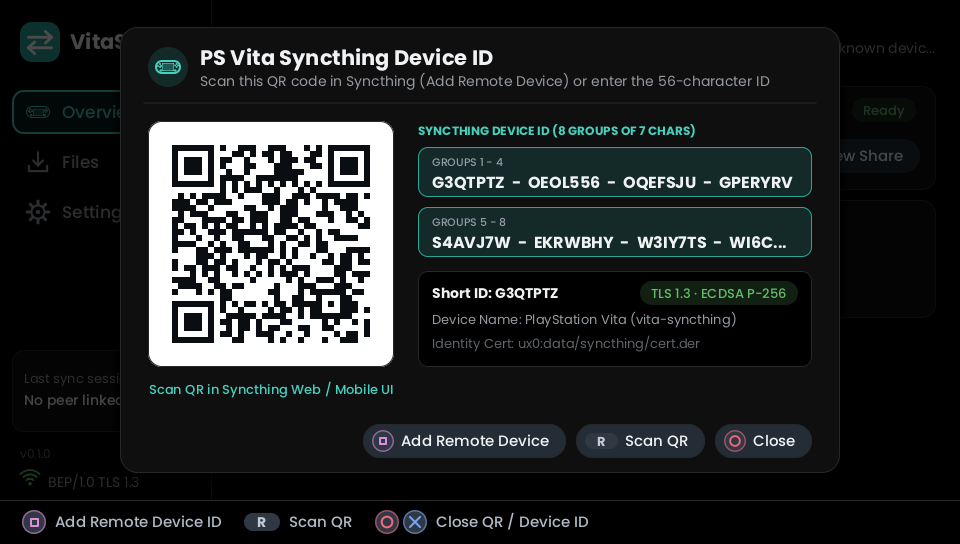 VitaS
PS Vita Syncthing Device ID
Scan this QR code in Syncthing (Add Remote Device) or enter the 56-character ID
known devic...
Overvie
Files
Setting
Ready
ew Share
SYNCTHING DEVICE ID (8 GROUPS OF 7 CHARS)
GROUPS 1 - 4
G3QTPTZ - OEOL556 - OQEFSJU - GPERYRV
GROUPS 5 - 8
S4AVJ7W - EKRWBHY - W3IY7TS - WI6C...
Short ID: G3QTPTZ
TLS 1.3 · ECDSA P-256
Device Name: PlayStation Vita (vita-syncthing)
Identity Cert: ux0:data/syncthing/cert.der
Scan QR in Syncthing Web / Mobile UI
Last sync sessi
No peer linked
Add Remote Device
R Scan QR
Close
v0.1.0
BEP/1.0 TLS 1.3
Add Remote Device ID
R Scan QR
Close QR / Device ID